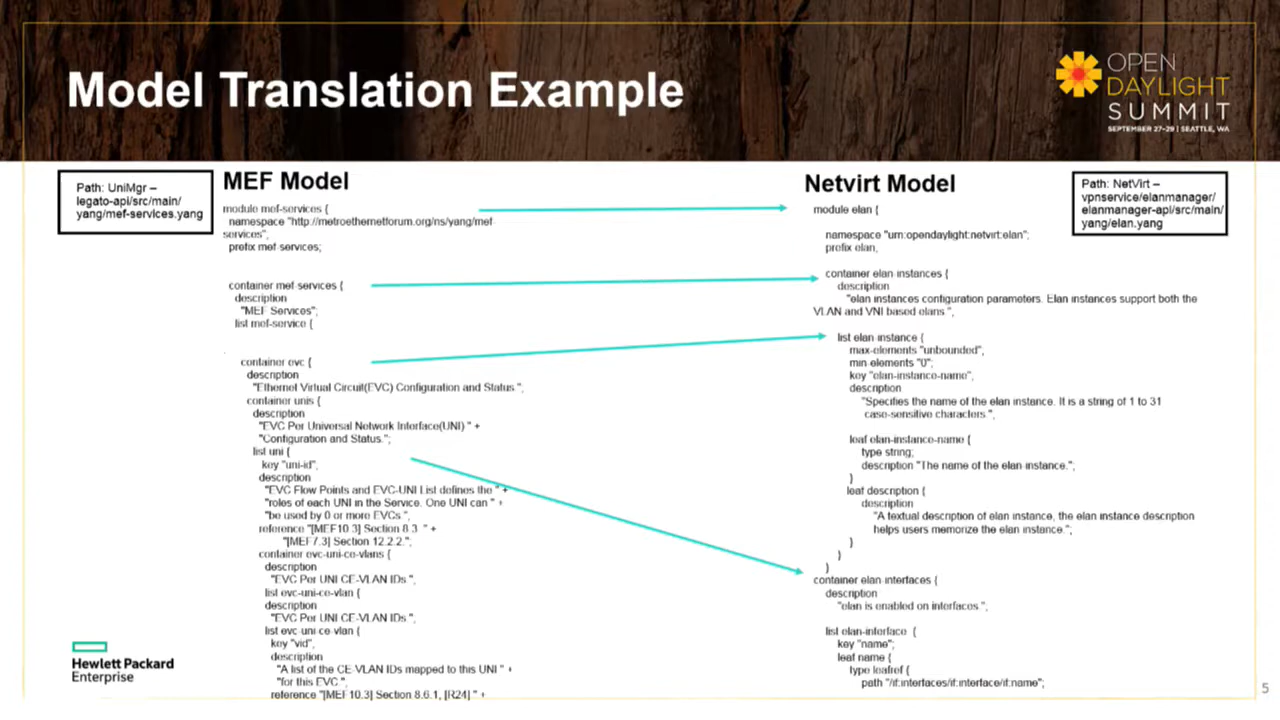 Model Translation Example
OPEN
DAYLIGHT
SUMMIT
SEPTEMBER 27-29 | SEATTLE, WA
Path: UniMgr –
legato-api/src/main/
yang/mef-services.yang
MEF Model
module mef-services {
namespace "http://metroethernetforum.org/ns/yang/mef
services";
prefix mef-services;
container mef-services {
description
"MEF Services";
list mef-service {
container evc {
description
"Ethernet Virtual Circuit(EVC) Configuration and Status.";
container unis {
description
"EVC Per Universal Network Interface(UNI) " +
"Configuration and Status.";
list uni {
key "uni-id";
description
"EVC Flow Points and EVC-UNI List defines the " +
"roles of each UNI in the Service. One UNI can " +
"be used by 0 or more EVCs.";
reference "[MEF10.3] Section 8.3 " +
"[MEF7.3] Section 12.2.2.";
container evc-uni-ce-vlans {
description
"EVC Per UNI CE-VLAN IDs.";
list evc-uni-ce-vlan {
description
"EVC Per UNI CE-VLAN IDs.";
list evc-uni-ce-vlan {
key "vid";
description
"A list of the CE-VLAN IDs mapped to this UNI " +
"for this EVC.";
reference "[MEF10.3] Section 8.6.1, [R24] " +
Netvirt Model
module elan {
namespace "urn:opendaylight:netvirt:elan";
prefix elan;
container elan-instances {
description
"elan instances configuration parameters. Elan instances support both the
VLAN and VNI based elans.";
list elan-instance {
max-elements "unbounded";
min-elements "0";
key "elan-instance-name";
description
"Specifies the name of the elan instance. It is a string of 1 to 31
case-sensitive characters.";
leaf elan-instance-name {
type string;
description "The name of the elan instance.";
}
leaf description {
description
"A textual description of elan instance, the elan instance description
helps users memorize the elan instance.";
}
}
}
container elan-interfaces {
description
"elan is enabled on interfaces.";
list elan-interface {
key "name";
leaf name {
type leafref {
path "/if:interfaces/if:interface/if:name";
Path: NetVirt –
vpnservice/elanmanager/
elanmanager-api/src/main/
yang/elan.yang
Hewlett Packard
Enterprise
5